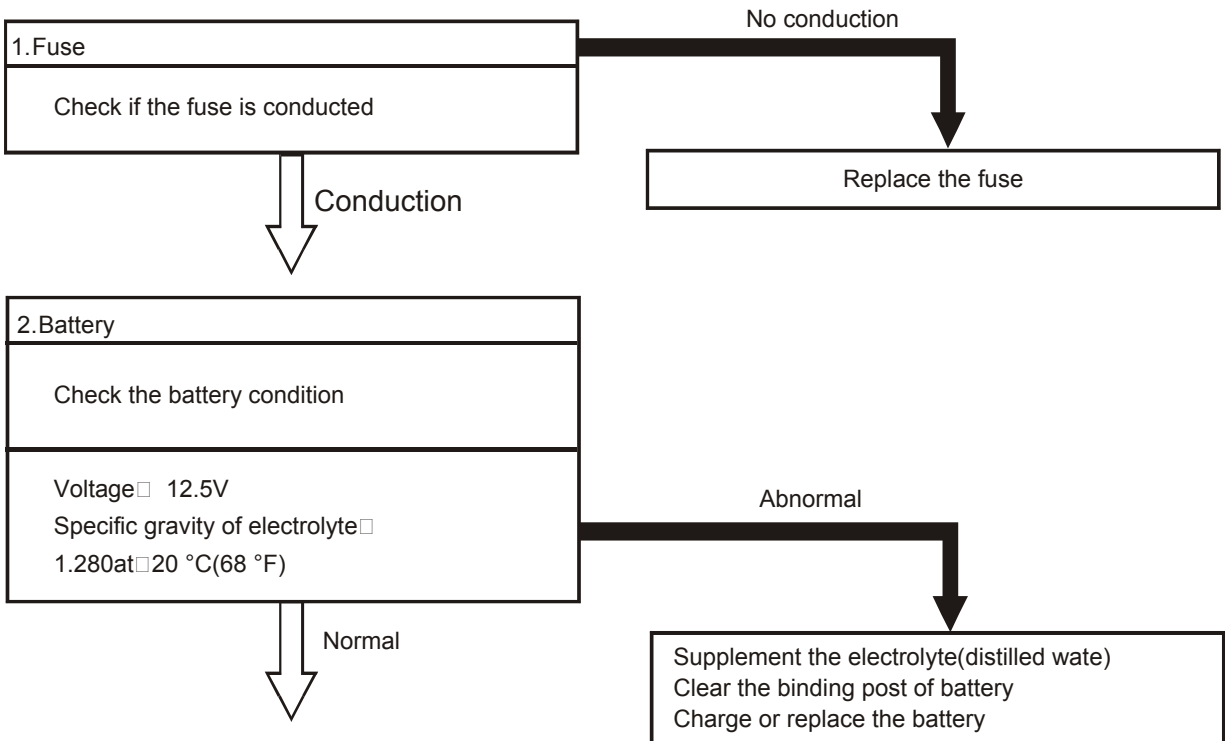 No conduction
1.Fuse
Check if the fuse is conducted
Replace the fuse
Conduction
2.Battery
Check the battery condition
Voltage□ 12.5V
Specific gravity of electrolyte□
1.280at□20 °C(68 °F)
Abnormal
Normal
Supplement the electrolyte(distilled wate)
Clear the binding post of battery
Charge or replace the battery